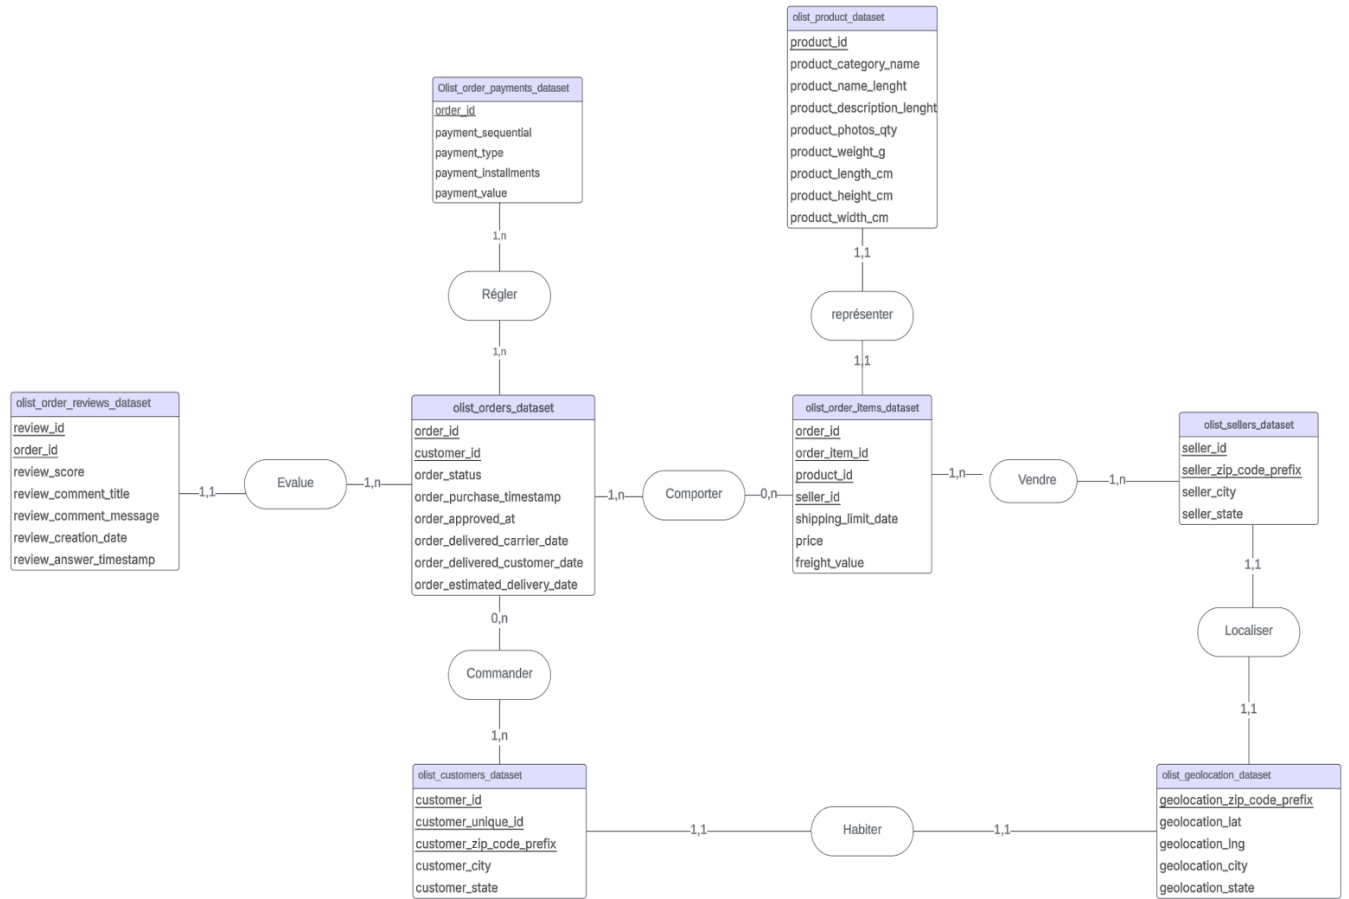 olist_product_dataset
product_id
product_category_name
product_name_lenght
product_description_lenght
product_photos_qty
product_weight_g
product_length_cm
product_height_cm
product_width_cm
Olist_order_payments_dataset
order_id
payment_sequential
payment_type
payment_installments
payment_value
1,n
Régler
1,n
1,1
représenter
1,1
olist_order_reviews_dataset
review_id
order_id
review_score
review_comment_title
review_comment_message
review_creation_date
review_answer_timestamp
1,1
Evalue
1,n
olist_orders_dataset
order_id
customer_id
order_status
order_purchase_timestamp
order_approved_at
order_delivered_carrier_date
order_delivered_customer_date
order_estimated_delivery_date
1,n
Comporter
0,n
olist_order_items_dataset
order_id
order_item_id
product_id
seller_id
shipping_limit_date
price
freight_value
1,n
Vendre
1,n
olist_sellers_dataset
seller_id
seller_zip_code_prefix
seller_city
seller_state
0,n
Commander
1,n
1,1
Localiser
1,1
olist_customers_dataset
customer_id
customer_unique_id
customer_zip_code_prefix
customer_city
customer_state
1,1
Habiter
1,1
olist_geolocation_dataset
geolocation_zip_code_prefix
geolocation_lat
geolocation_lng
geolocation_city
geolocation_state